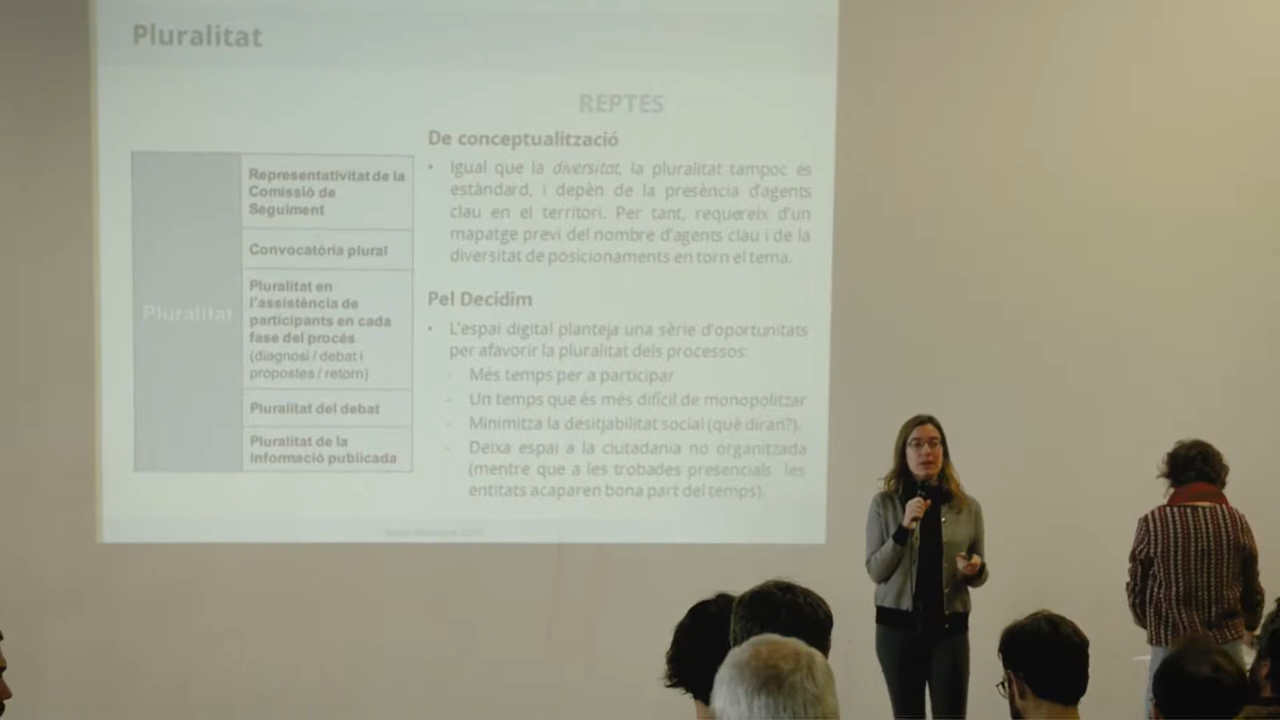 Pluralitat
REPTES
De conceptualització
Igual que la diversitat, la pluralitat tampoc és
estàndard, i depèn de la presència d'agents
clau en el territori. Per tant, requereix d'un
mapatge previ del nombre d'agents clau i de la
diversitat de posicionaments en torn el tema.
Pel Decidim
L'espai digital planteja una sèrie d'oportunitats
per afavorir la pluralitat dels processos:
Més temps per a participar
Un temps que és més difícil de monopolitzar
Minimitza la desitjabilitat social (què diran?).
Deixa espai a la ciutadania no organitzada
(mentre que a les trobades presencials les
entitats acaparen bona part del temps).
Pluralitat
Representativitat de la
Comissió de
Seguiment
Convocatòria plural
Pluralitat en
l'assistència de
participants en cada
fase del procés
(diagnosi / debat i
propostes / retorn)
Pluralitat del debat
Pluralitat de la
Informació publicada